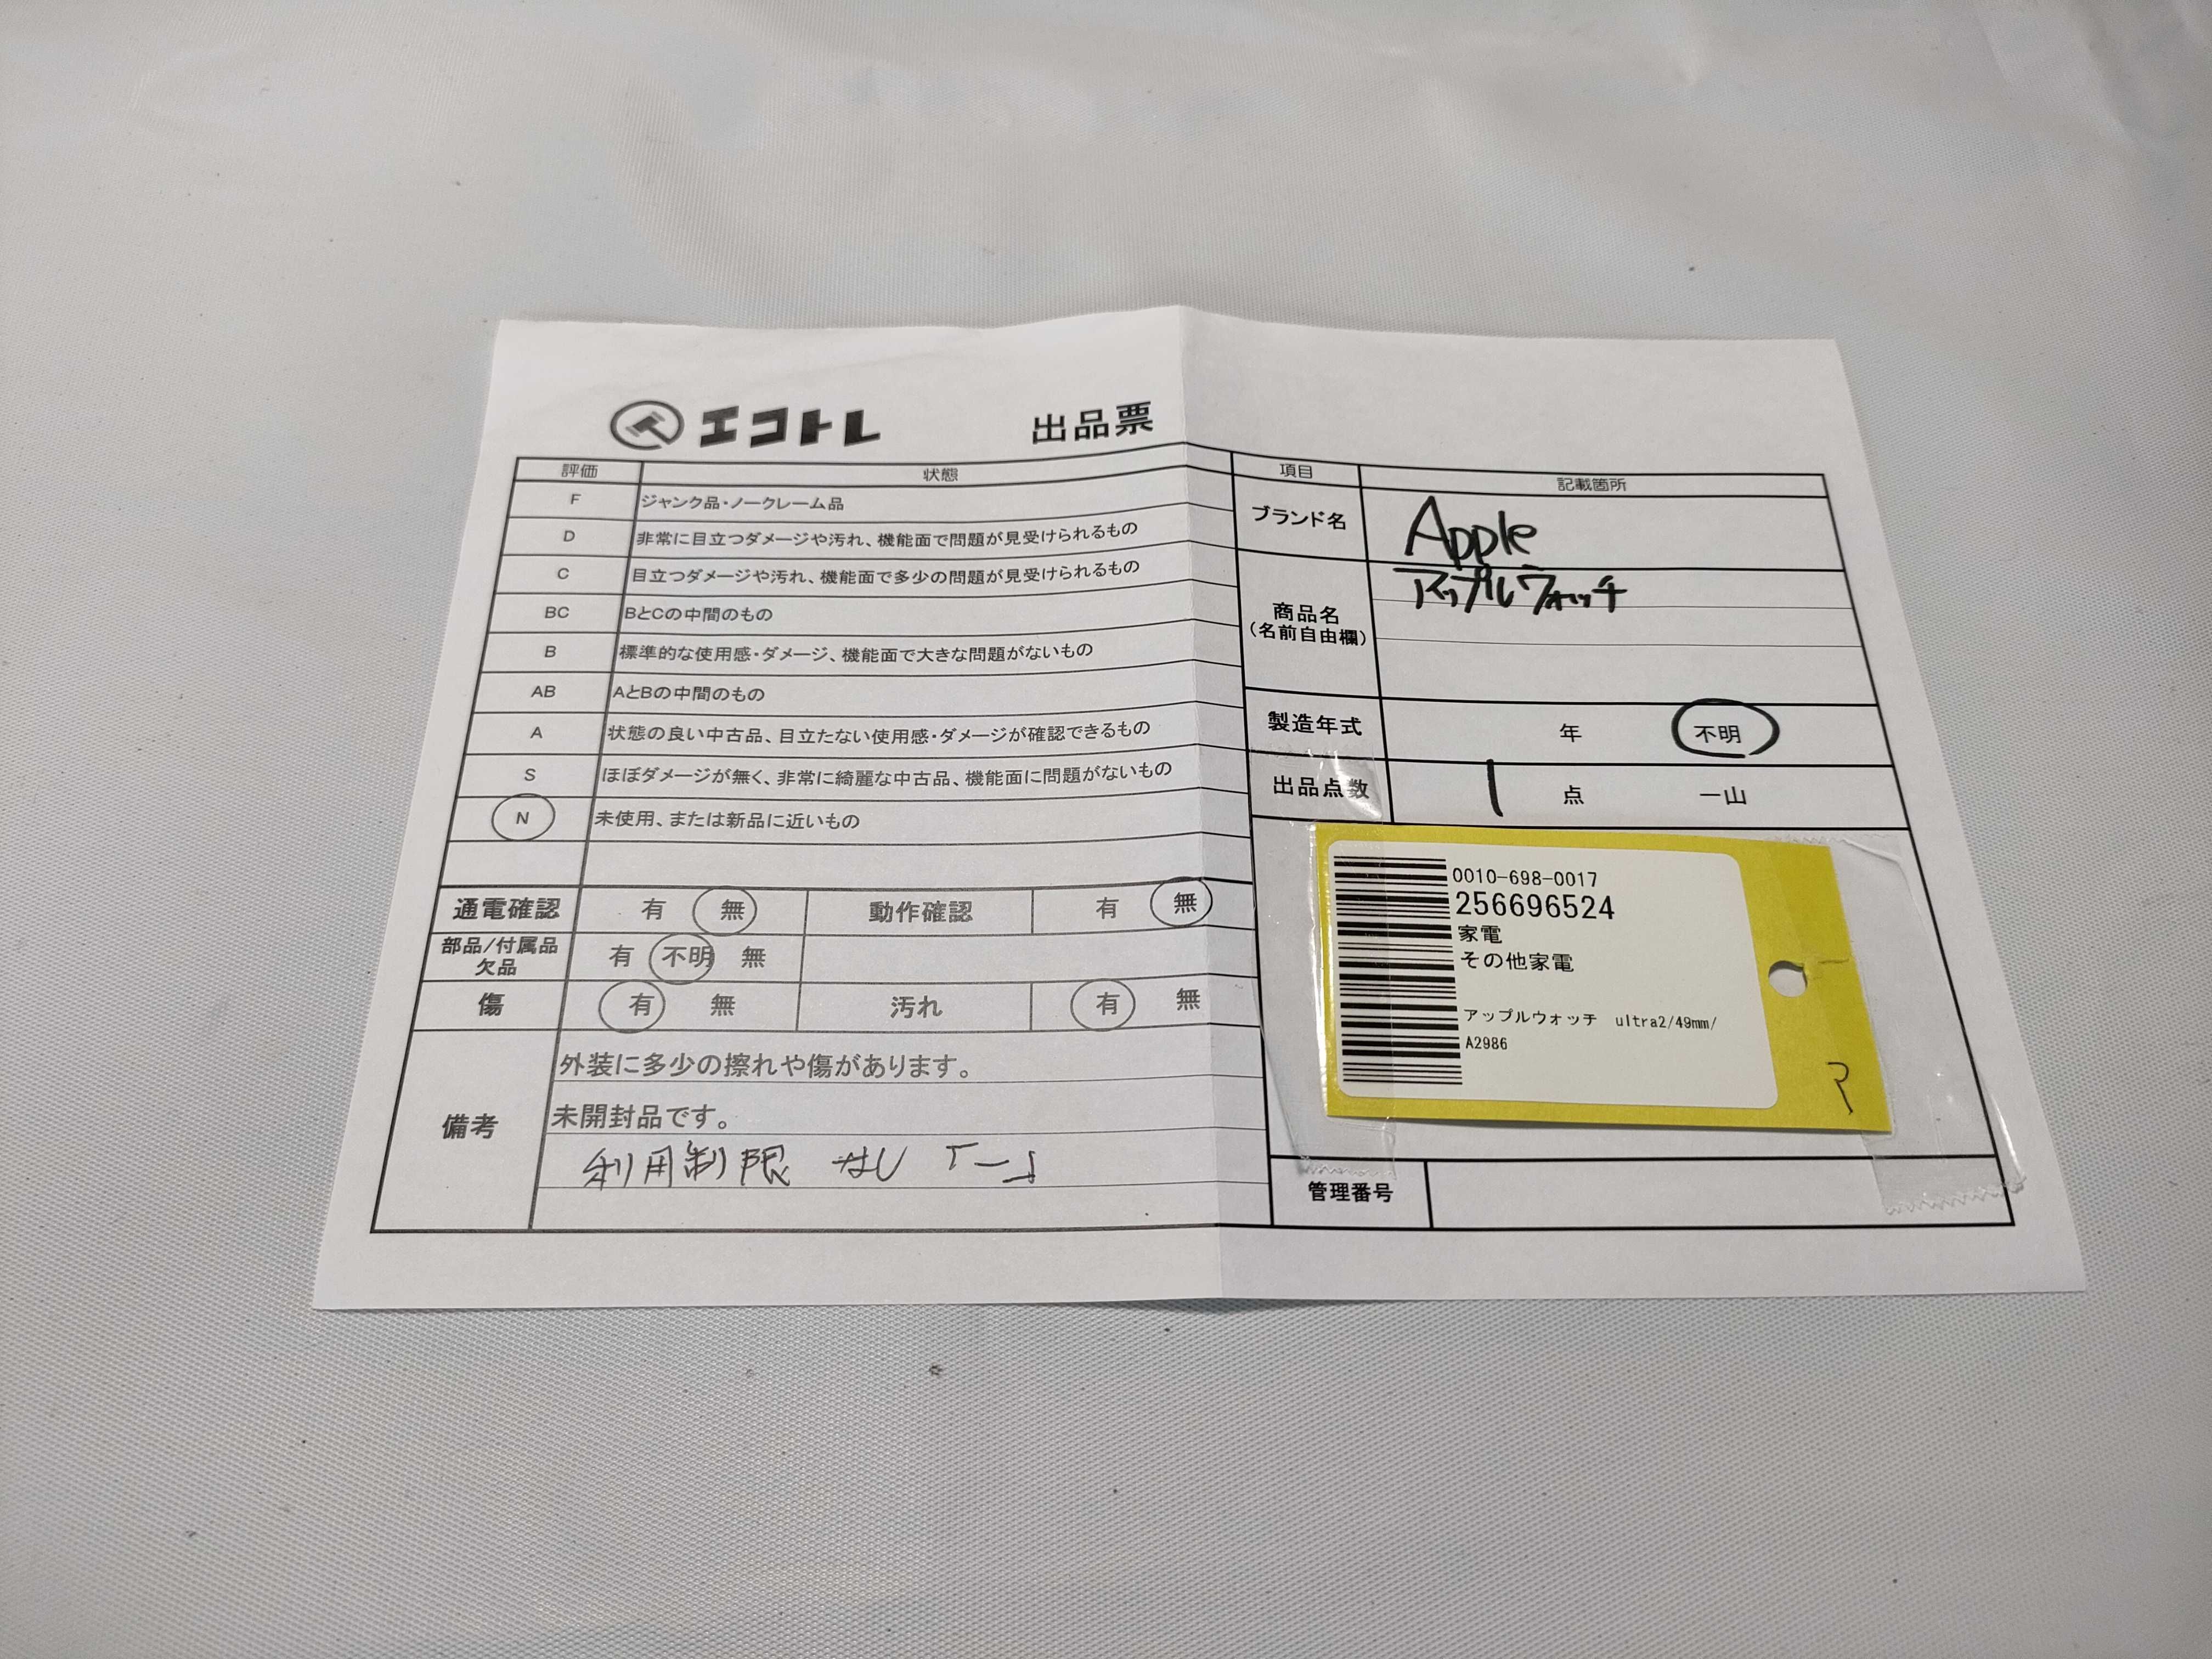 エコトレ 出品票
評価 状態
F ジャンク品・ノークレーム品
D 非常に目立つダメージや汚れ、機能面で問題が見受けられるもの
C 目立つダメージや汚れ、機能面で多少の問題が見受けられるもの
BC BとCの中間のもの
B 標準的な使用感・ダメージ、機能面で大きな問題がないもの
AB AとBの中間のもの
A 状態の良い中古品、目立たない使用感・ダメージが確認できるもの
S ほぼダメージが無く、非常に綺麗な中古品、機能面に問題がないもの
N 未使用、または新品に近いもの
通電確認 有 無 動作確認 有 無
部品/付属品
欠品 有 不明 無
傷 有 無 汚れ 有 無
備考
外装に多少の擦れや傷があります。
未開封品です。
利用制限 なし「ー」
項目 記載箇所
ブランド名 Apple
商品名
(名前自由欄)
アップルウォッチ
製造年式 年 不明
出品点数 1 点 一山
0010-698-0017
256696524
家電
その他家電
アップルウォッチ ultra2/49mm/
A2986
管理番号